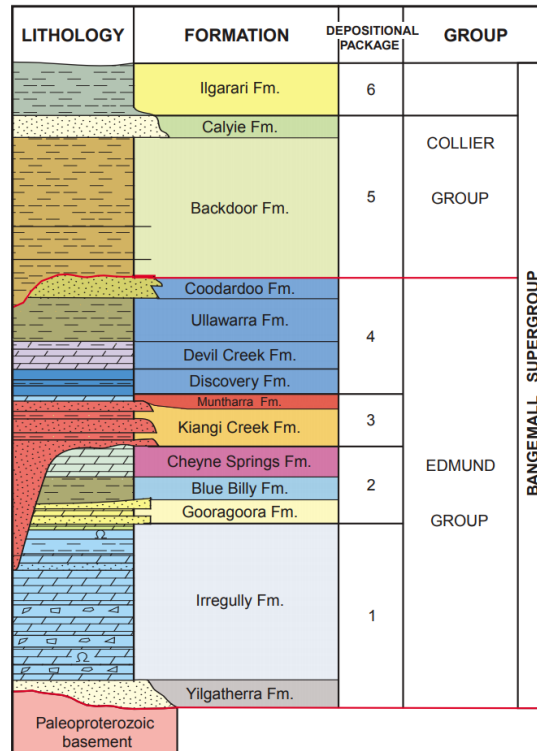 LITHOLOGY FORMATION DEPOSITIONAL PACKAGE GROUP
Ilgarari Fm. 6
Calyie Fm.
COLLIER
GROUP
Backdoor Fm. 5
Coodardoo Fm.
Ullawarra Fm. 4
Devil Creek Fm.
Discovery Fm.
Muntharra Fm.
Kiangi Creek Fm. 3
Cheyne Springs Fm.
EDMUND
GROUP
Blue Billy Fm. 2
Gooragoora Fm.
Irregully Fm. 1
Yilgatherra Fm.
Paleoproterozoic
basement
BANGEMALL SUPERGROUP
Ω
Ω